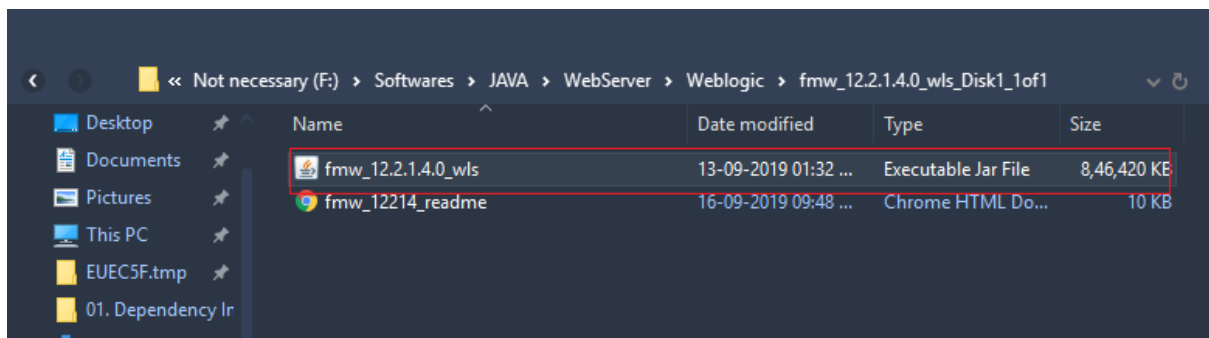 « Not necessary (F:) › Softwares › JAVA › WebServer › Weblogic › fmw_12.2.1.4.0_wls_Disk1_1of1
Desktop Name Date modified Type Size
Documents fmw_12.2.1.4.0_wls 13-09-2019 01:32 ... Executable Jar File 8,46,420 KB
Pictures fmw_12214_readme 16-09-2019 09:48 ... Chrome HTML Do... 10 KB
This PC
EUEC5F.tmp
01. Dependency Ir